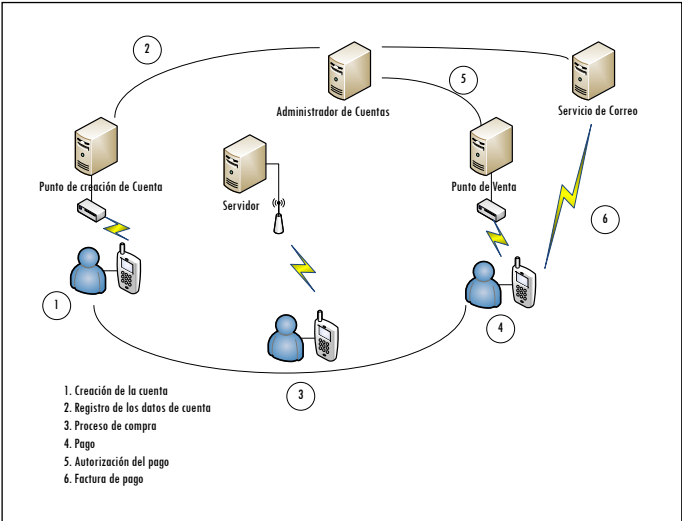 2
5
Administrador de Cuentas
Servicio de Correo
Punto de creación de Cuenta
Servidor
Punto de Venta
6
1
4
3
1. Creación de la cuenta
2. Registro de los datos de cuenta
3. Proceso de compra
4. Pago
5. Autorización del pago
6. Factura de pago